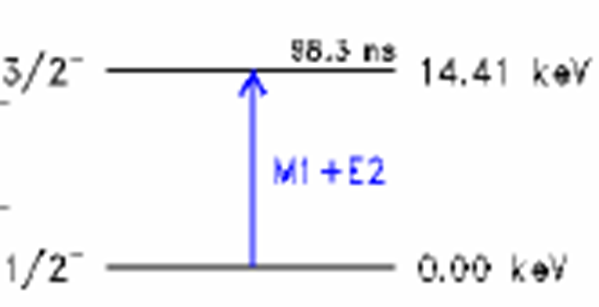 98.3 ns
3/2⁻ 14.41 keV
M1+E2
1/2⁻ 0.00 keV